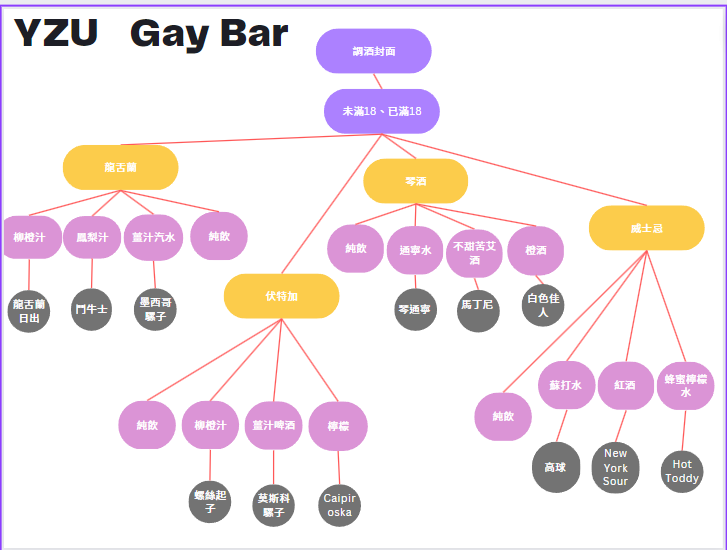 YZU Gay Bar
調酒封面
未滿18、已滿18
龍舌蘭
琴酒
威士忌
柳橙汁
鳳梨汁
薑汁汽水
純飲
純飲
通寧水
不甜苦艾
酒
橙酒
伏特加
龍舌蘭
日出
鬥牛士
墨西哥
騾子
琴通寧
馬丁尼
白色佳
人
純飲
柳橙汁
薑汁啤酒
檸檬
純飲
蘇打水
紅酒
蜂蜜檸檬
水
螺絲起
子
莫斯科
騾子
Caipir
oska
高球
New
York
Sour
Hot
Toddy